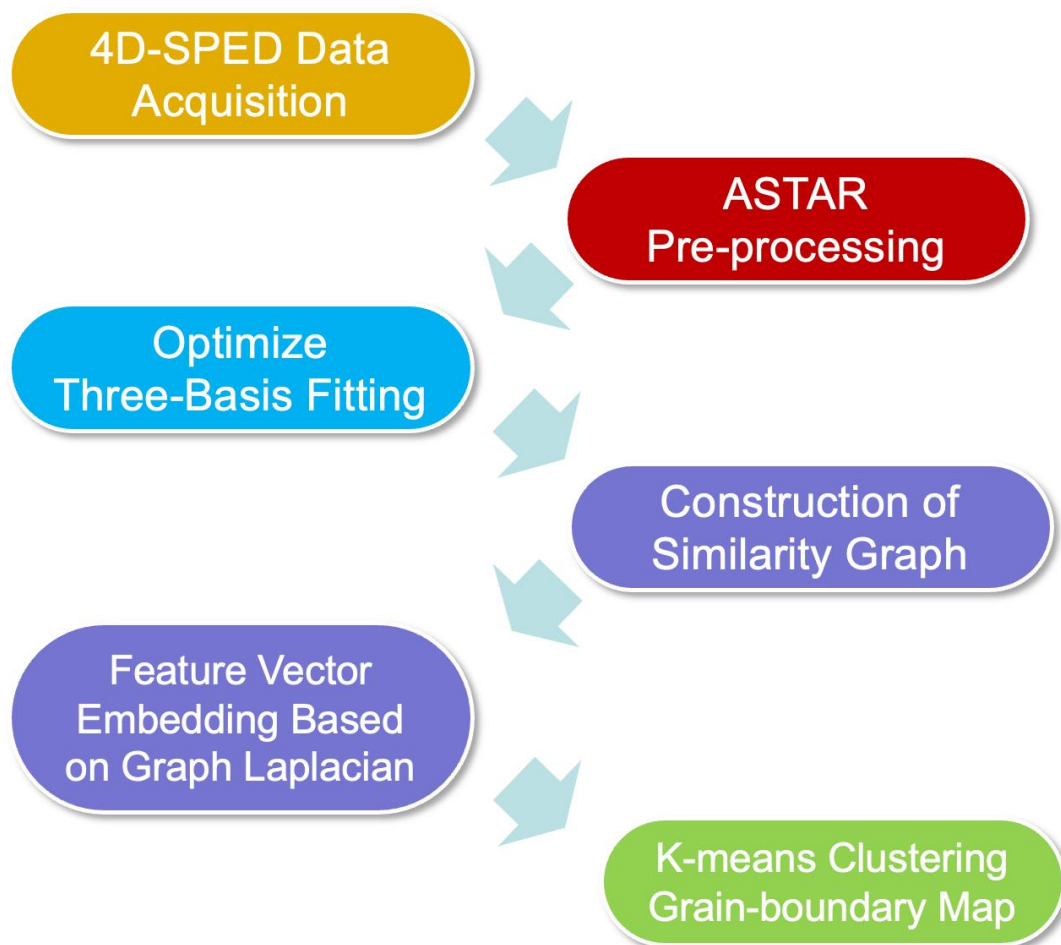 4D-SPED Data
Acquisition
ASTAR
Pre-processing
Optimize
Three-Basis Fitting
Construction of
Similarity Graph
Feature Vector
Embedding Based
on Graph Laplacian
K-means Clustering
Grain-boundary Map